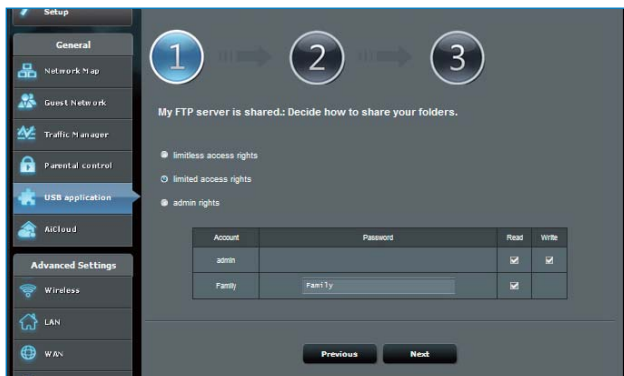 Setup
General
Network Map
Guest Network
Traffic Manager
Parental control
USB application
AiCloud
Advanced Settings
Wireless
LAN
WAN
1 2 3
My FTP server is shared.: Decide how to share your folders.
limitless access rights
limited access rights
admin rights
Account Password Read Write
admin
Family Family
Previous Next